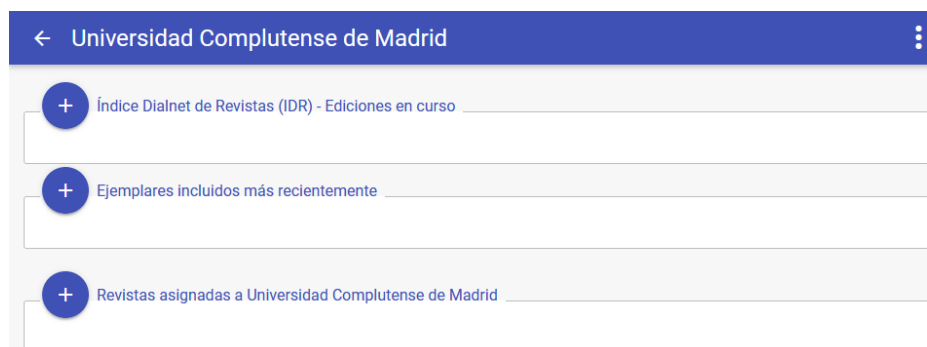 Universidad Complutense de Madrid
Índice Dialnet de Revistas (IDR) - Ediciones en curso
Ejemplares incluidos más recientemente
Revistas asignadas a Universidad Complutense de Madrid